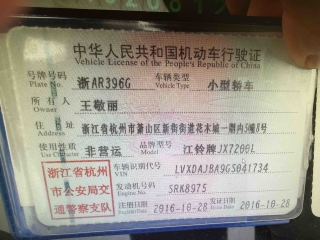 中华人民共和国机动车行驶证
Vehicle License of the People's Republic of China
号牌号码 浙AR396G 车辆类型 小型轿车
Plate No. Vehicle Type
所有人 王敬丽
Owner
住址 浙江省杭州市萧山区新街街道花木城一期内5幢8号
Address
使用性质 非营运 品牌型号 江铃牌JX7200L
Use Character Model
浙江省杭州市公安局交通警察支队
车辆识别代号 LVXDAJBA9GS041734
VIN
发动机号码 SRK8975
Engine No.
注册日期 2016-10-28 发证日期 2016-10-28
Register Date Issue Date